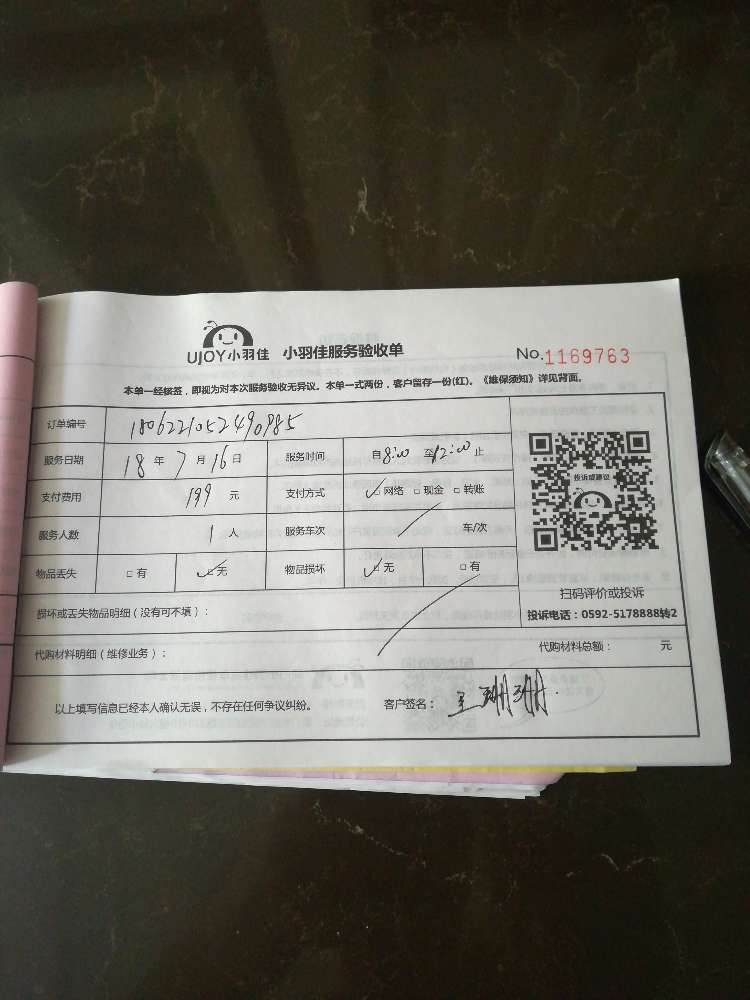 UJOY小羽佳 小羽佳服务验收单 No.1169763
本单一经接签，即视为对本次服务验收无异议。本单一式两份，客户留存一份(红)。《维保须知》详见背面。
订单编号 1806221052490985
服务日期 18 年 7 月 16 日 服务时间 自 8:00 至 12:00 止
支付费用 199 元 支付方式 ☑网络 □现金 □转账
服务人数 1 人 服务车次 / 车/次
投诉或建议
物品丢失 □有 ☑无 物品损坏 ☑无 □有
扫码评价或投诉
损坏或丢失物品明细（没有可不填）：
投诉电话：0592-5178888转2
代购材料明细（维修业务）： 代购材料总额： 元
以上填写信息已经本人确认无误，不存在任何争议纠纷。 客户签名： 王珊珊